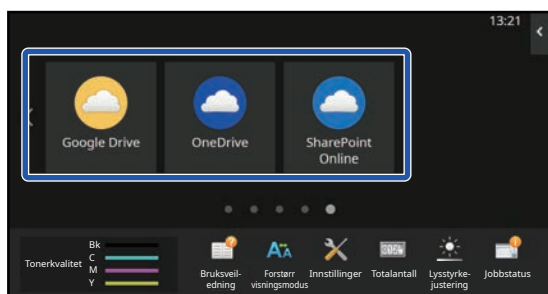 13:21
Google Drive
OneDrive
SharePoint
Online
Tonerkvalitet
Bk
C
M
Y
Bruksveil-
edning
Forstørr
visningsmodus
Innstillinger
Totalantall
Lysstyrke-
justering
Jobbstatus